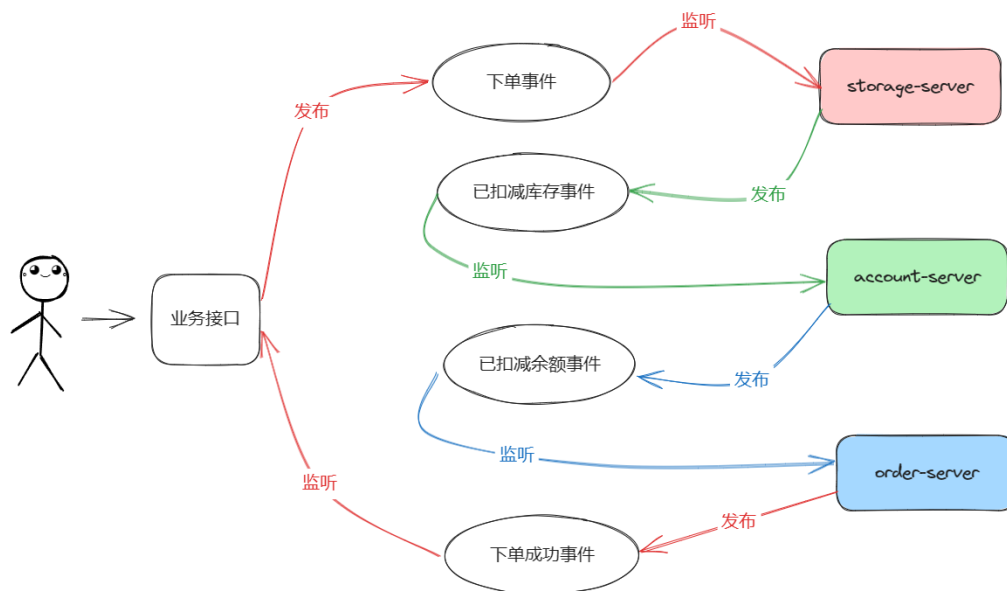 监听
下单事件
storage-server
发布
已扣减库存事件
发布
监听
account-server
业务接口
已扣减余额事件
发布
监听
order-server
监听
发布
下单成功事件